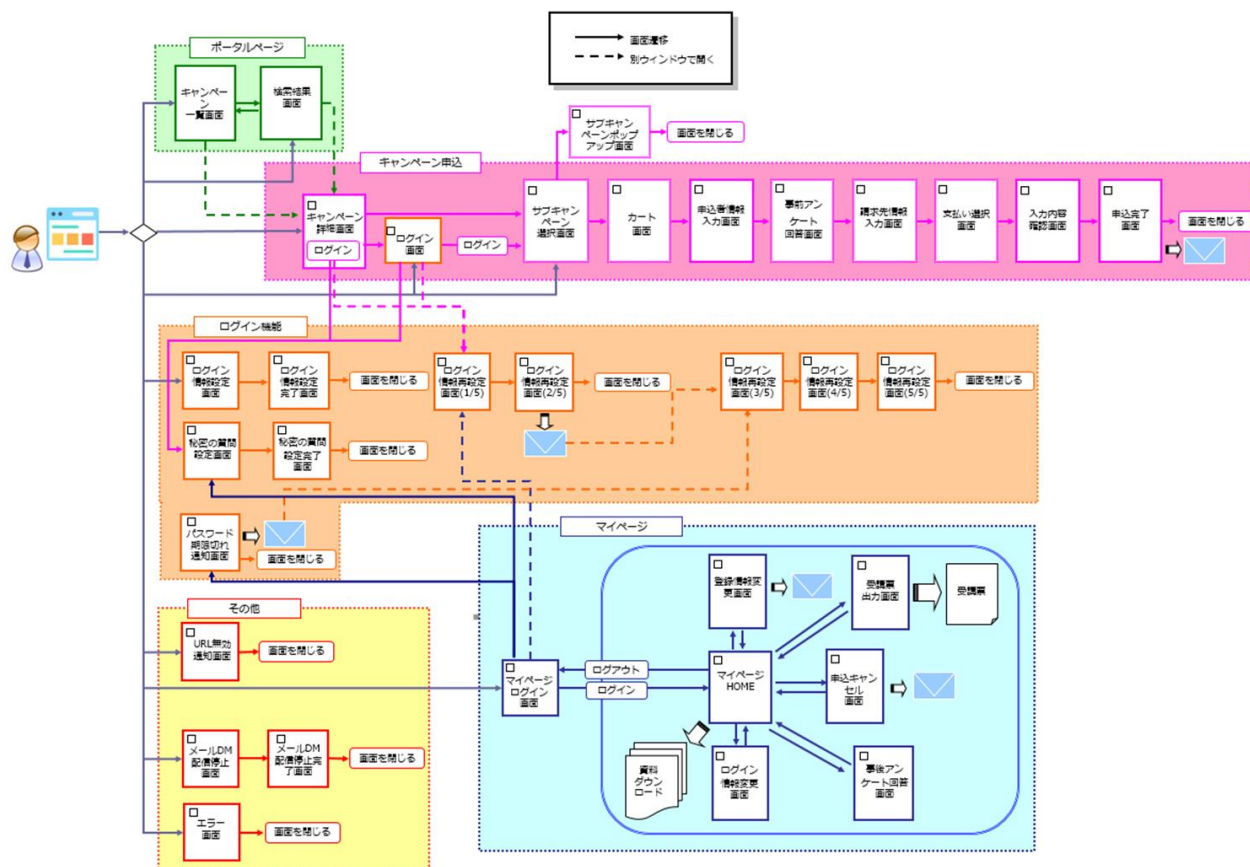 画面遷移
別ウインドウで開く
ポータルページ
キャンペー
ン
一覧画面
検索結果
画面
サブキャン
ペーンポップ
アップ画面
画面を閉じる
キャンペーン申込
キャンペーン
詳細画面
ログイン
ログイン
画面
ログイン
サブキャン
ペーン
選択画面
カート
画面
申込者情報
入力画面
事前アン
ケート
回答画面
請求先情報
入力画面
支払い選択
画面
入力内容
確認画面
申込完了
画面
画面を閉じる
ログイン機能
ログイン
情報設定
画面
ログイン
情報設定
完了画面
画面を閉じる
ログイン
情報再設定
画面(1/5)
ログイン
情報再設定
画面(2/5)
画面を閉じる
ログイン
情報再設定
画面(3/5)
ログイン
情報再設定
画面(4/5)
ログイン
情報再設定
画面(5/5)
画面を閉じる
秘密の質問
設定画面
秘密の質問
設定完了
画面
画面を閉じる
パスワード
期限切れ
通知画面
画面を閉じる
マイページ
登録情報変
更画面
受講票
出力画面
受講票
マイページ
ログイン
画面
ログアウト
ログイン
マイページ
HOME
申込キャン
セル
画面
資料
ダウン
ロード
ログイン
情報変更
画面
事後アン
ケート回答
画面
その他
URL無効
通知画面
画面を閉じる
メールDM
配信停止
画面
メールDM
配信停止完
了画面
画面を閉じる
エラー
画面
画面を閉じる